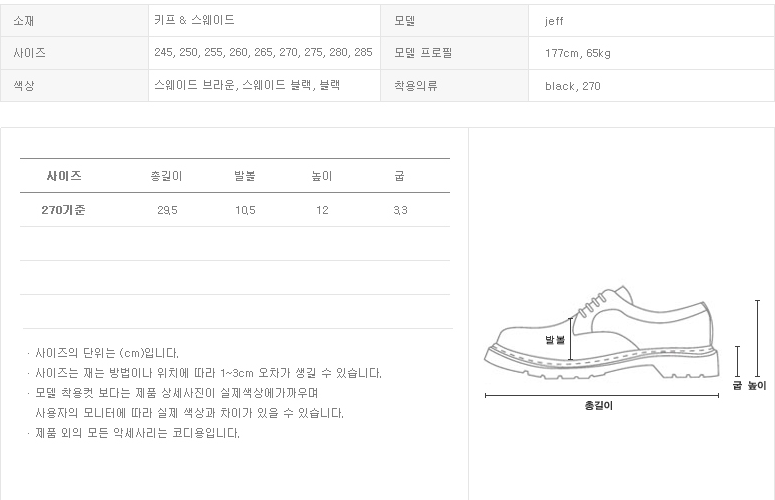 소재 키프 & 스웨이드 모델 jeff
사이즈 245, 250, 255, 260, 265, 270, 275, 280, 285 모델 프로필 177cm, 65kg
색상 스웨이드 브라운, 스웨이드 블랙, 블랙 착용의류 black, 270
사이즈 총길이 발볼 높이 굽
270기준 29.5 10.5 12 3.3
발볼
굽 높이
총길이
· 사이즈의 단위는 (cm)입니다.
· 사이즈는 재는 방법이나 위치에 따라 1~3cm 오차가 생길 수 있습니다.
· 모델 착용컷 보다는 제품 상세사진이 실제색상에가까우며
사용자의 모니터에 따라 실제 색상과 차이가 있을 수 있습니다.
· 제품 외의 모든 악세사리는 코디용입니다.